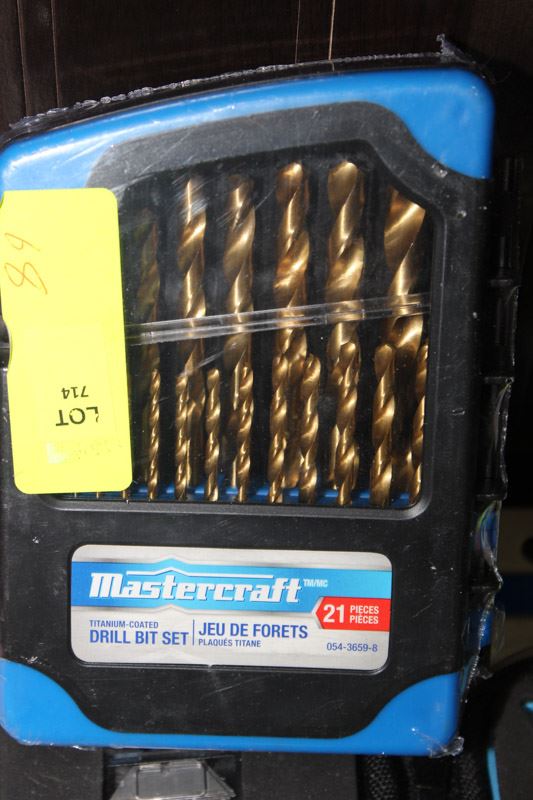 89
LOT
714
Mastercraft TM/MC
TITANIUM-COATED
DRILL BIT SET
JEU DE FORETS
PLAQUÉS TITANE
21 PIECES
PIÈCES
054-3659-8